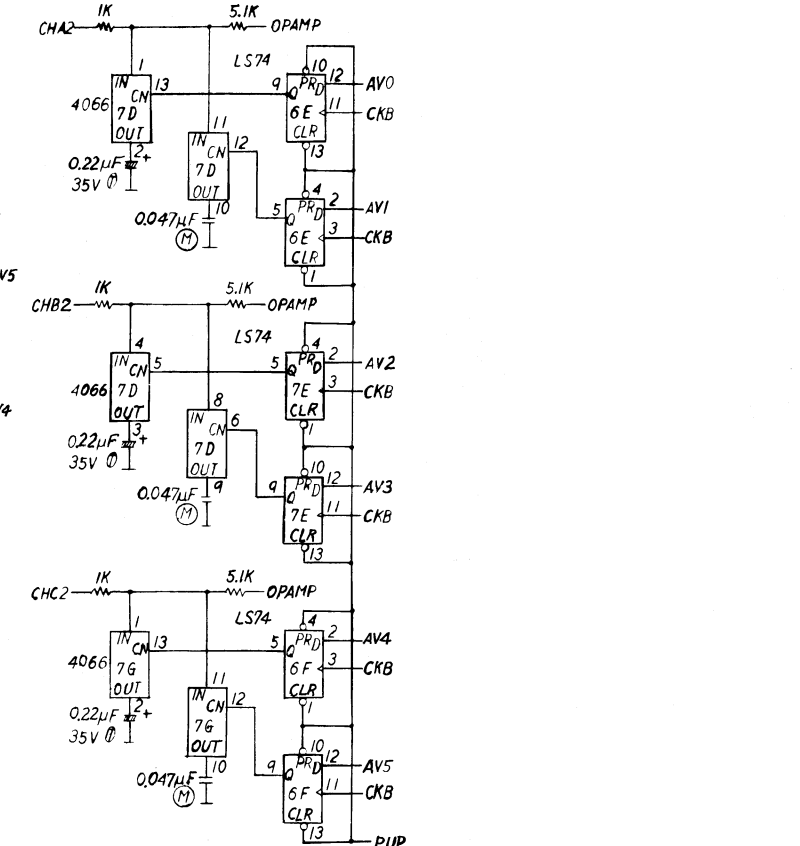 1K 5.1K
CHA2 OPAMP
LS74
1 10
IN CN 13 9 Q PR D 12 AV0
4066 7D 11 6E 11 CKB
OUT IN CN 12 CLR
2 + 7D 13
0.22µF OUT 4
35V T 10 PR D 2 AV1
0.047µF 5 Q 3 CKB
M 6E
CLR
V5 1
1K 5.1K
CHB2 OPAMP
LS74
4 4
IN CN 5 5 Q PR D 2 AV2
4066 7D 8 7E 3 CKB
V4 OUT IN CN 6 CLR
3 + 7D 1
0.22µF OUT 10
35V T 9 PR D 12 AV3
0.047µF 9 Q 11 CKB
M 7E
CLR
13
1K 5.1K
CHC2 OPAMP
LS74
1 4
IN CN 13 5 Q PR D 2 AV4
4066 7G 11 6F 3 CKB
OUT IN CN 12 CLR
2 + 7G 1
0.22µF OUT 10
35V T 10 PR D 12 AV5
0.047µF 9 Q 11 CKB
M 6F
CLR
13
PUP